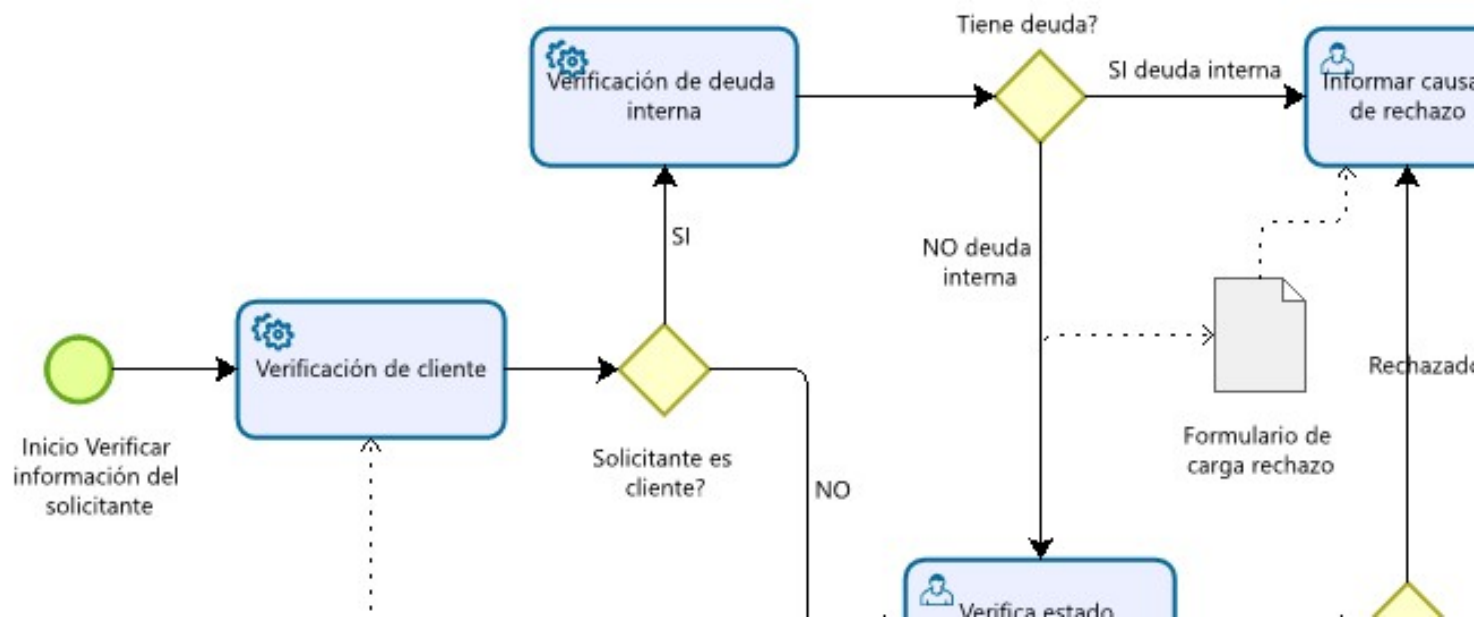 Tiene deuda?
SI deuda interna
Verificación de deuda
interna
Informar causa
de rechazo
SI
NO deuda
interna
Verificación de cliente
Rechazado
Inicio Verificar
información del
solicitante
Solicitante es
cliente?
NO
Formulario de
carga rechazo
Verifica estado